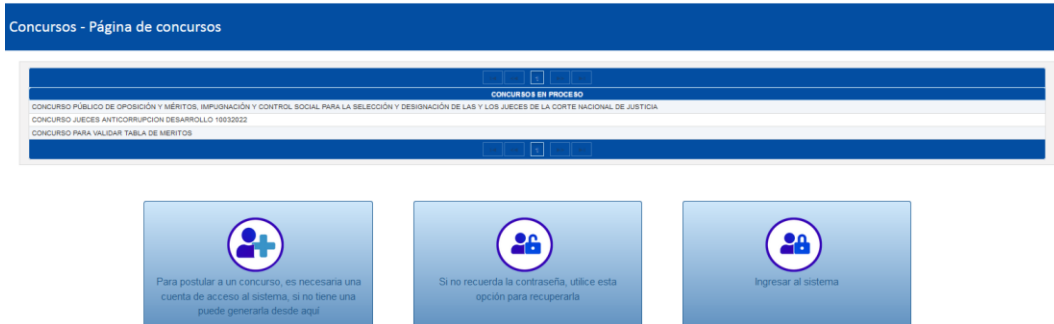 Concursos - Página de concursos
1
CONCURSOS EN PROCESO
CONCURSO PÚBLICO DE OPOSICIÓN Y MÉRITOS, IMPUGNACIÓN Y CONTROL SOCIAL PARA LA SELECCIÓN Y DESIGNACIÓN DE LAS Y LOS JUECES DE LA CORTE NACIONAL DE JUSTICIA
CONCURSO JUECES ANTICORRUPCION DESARROLLO 10032022
CONCURSO PARA VALIDAR TABLA DE MERITOS
1
Para postular a un concurso, es necesaria una
cuenta de acceso al sistema, si no tiene una
puede generarla desde aquí
Si no recuerda la contraseña, utilice esta
opción para recuperarla
Ingresar al sistema